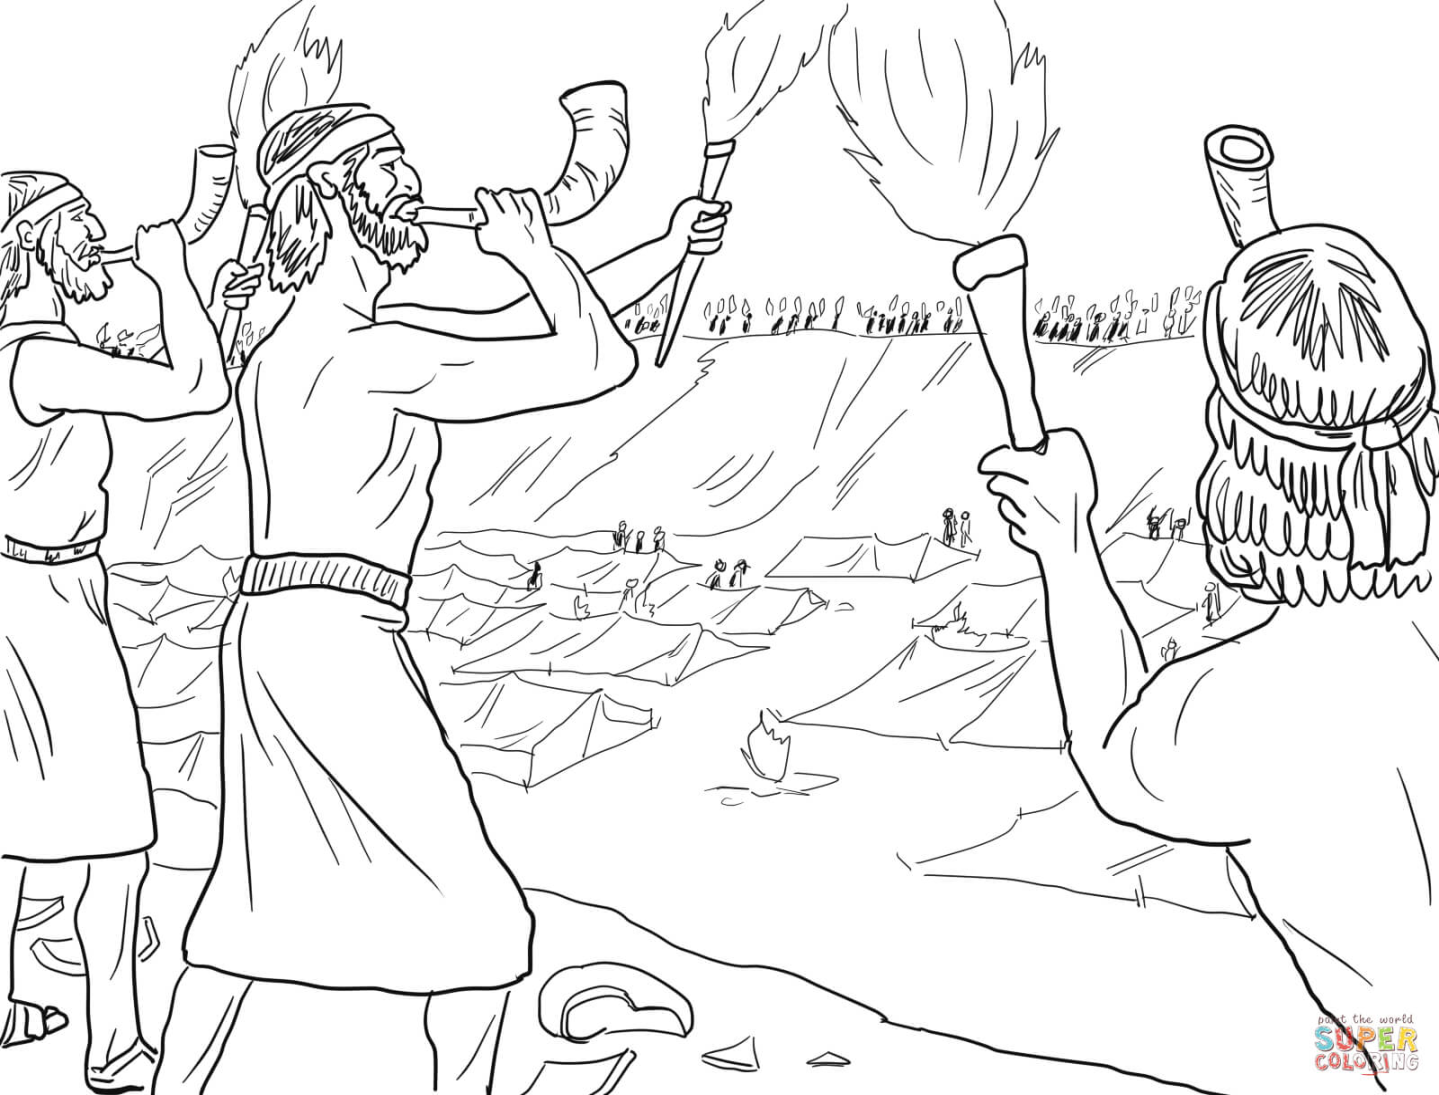 paint the world
SUPER
COLORING